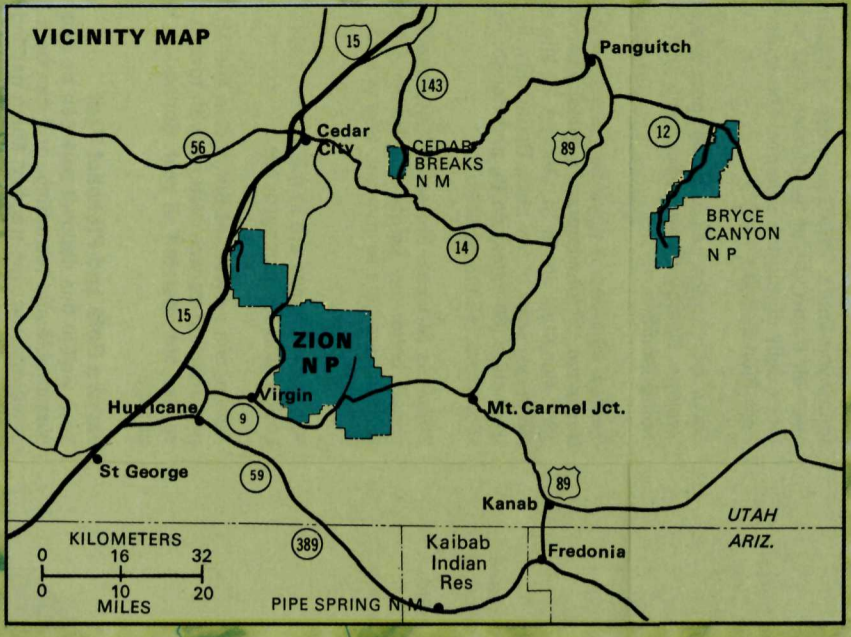 VICINITY MAP
15
Panguitch
143
Cedar
City
56
CEDAR
BREAKS
N M
89
12
BRYCE
CANYON
N P
14
15
ZION
N P
Virgin
Hurricane
9
Mt. Carmel Jct.
St George
59
89
Kanab
UTAH
ARIZ.
KILOMETERS
0 16 32
0 10 20
MILES
389
Kaibab
Indian
Res
Fredonia
PIPE SPRING N M